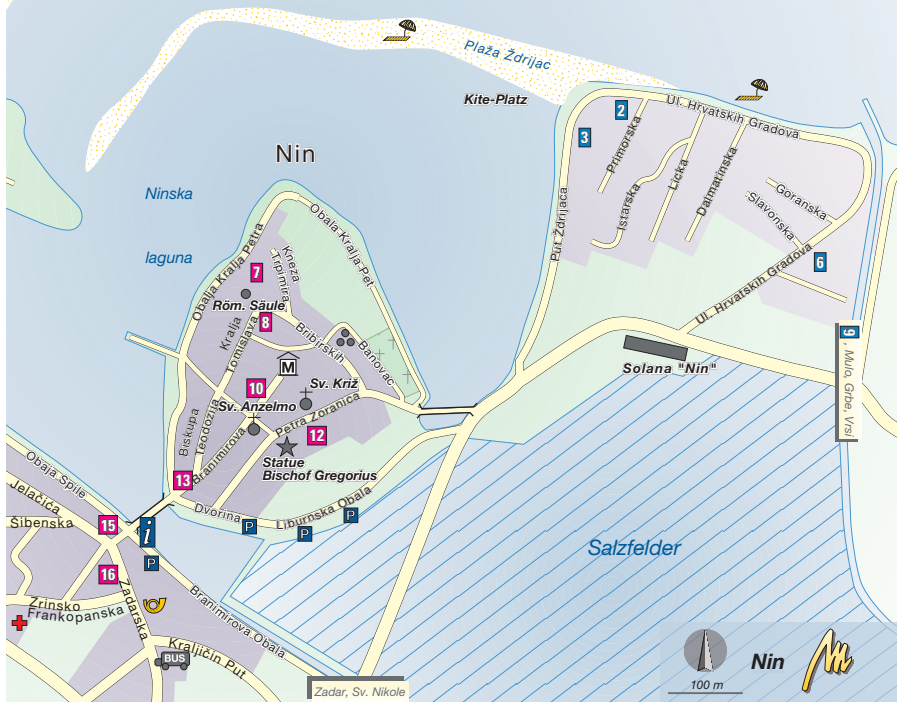 Plaža Ždrijac
Kite-Platz
Nin
Ninska
laguna
2
3
Ul. Hrvatskih Gradova
Primorska
Istarska
Licka
Dalmatinska
Goranska
Slavonska
6
Ul. Hrvatskih Gradova
Put Ždrijaca
Obala Kralja Petra
Obala Kralja Pet
7
Kneza
Trpimira
Röm. Säule
8
Kralja
Tomislava
Bribirskih
Banovac
M
10
Sv. Križ
Sv. Anzelmo
Petra Zoranica
12
Biskupa
Teodozija
Branimirova
Statue
Bischof Gregorius
13
Dvorina
Liburnska Obala
P
P
P
Solana "Nin"
6
, Mulo, Grbe, Vrsi
Obaja Spile
Jelačića
Šibenska
15
i
P
16
Zadarska
Zrinsko
Frankopanska
Branimirova Obala
Kraljičin Put
BUS
Salzfelder
Zadar, Sv. Nikole
100 m
Nin